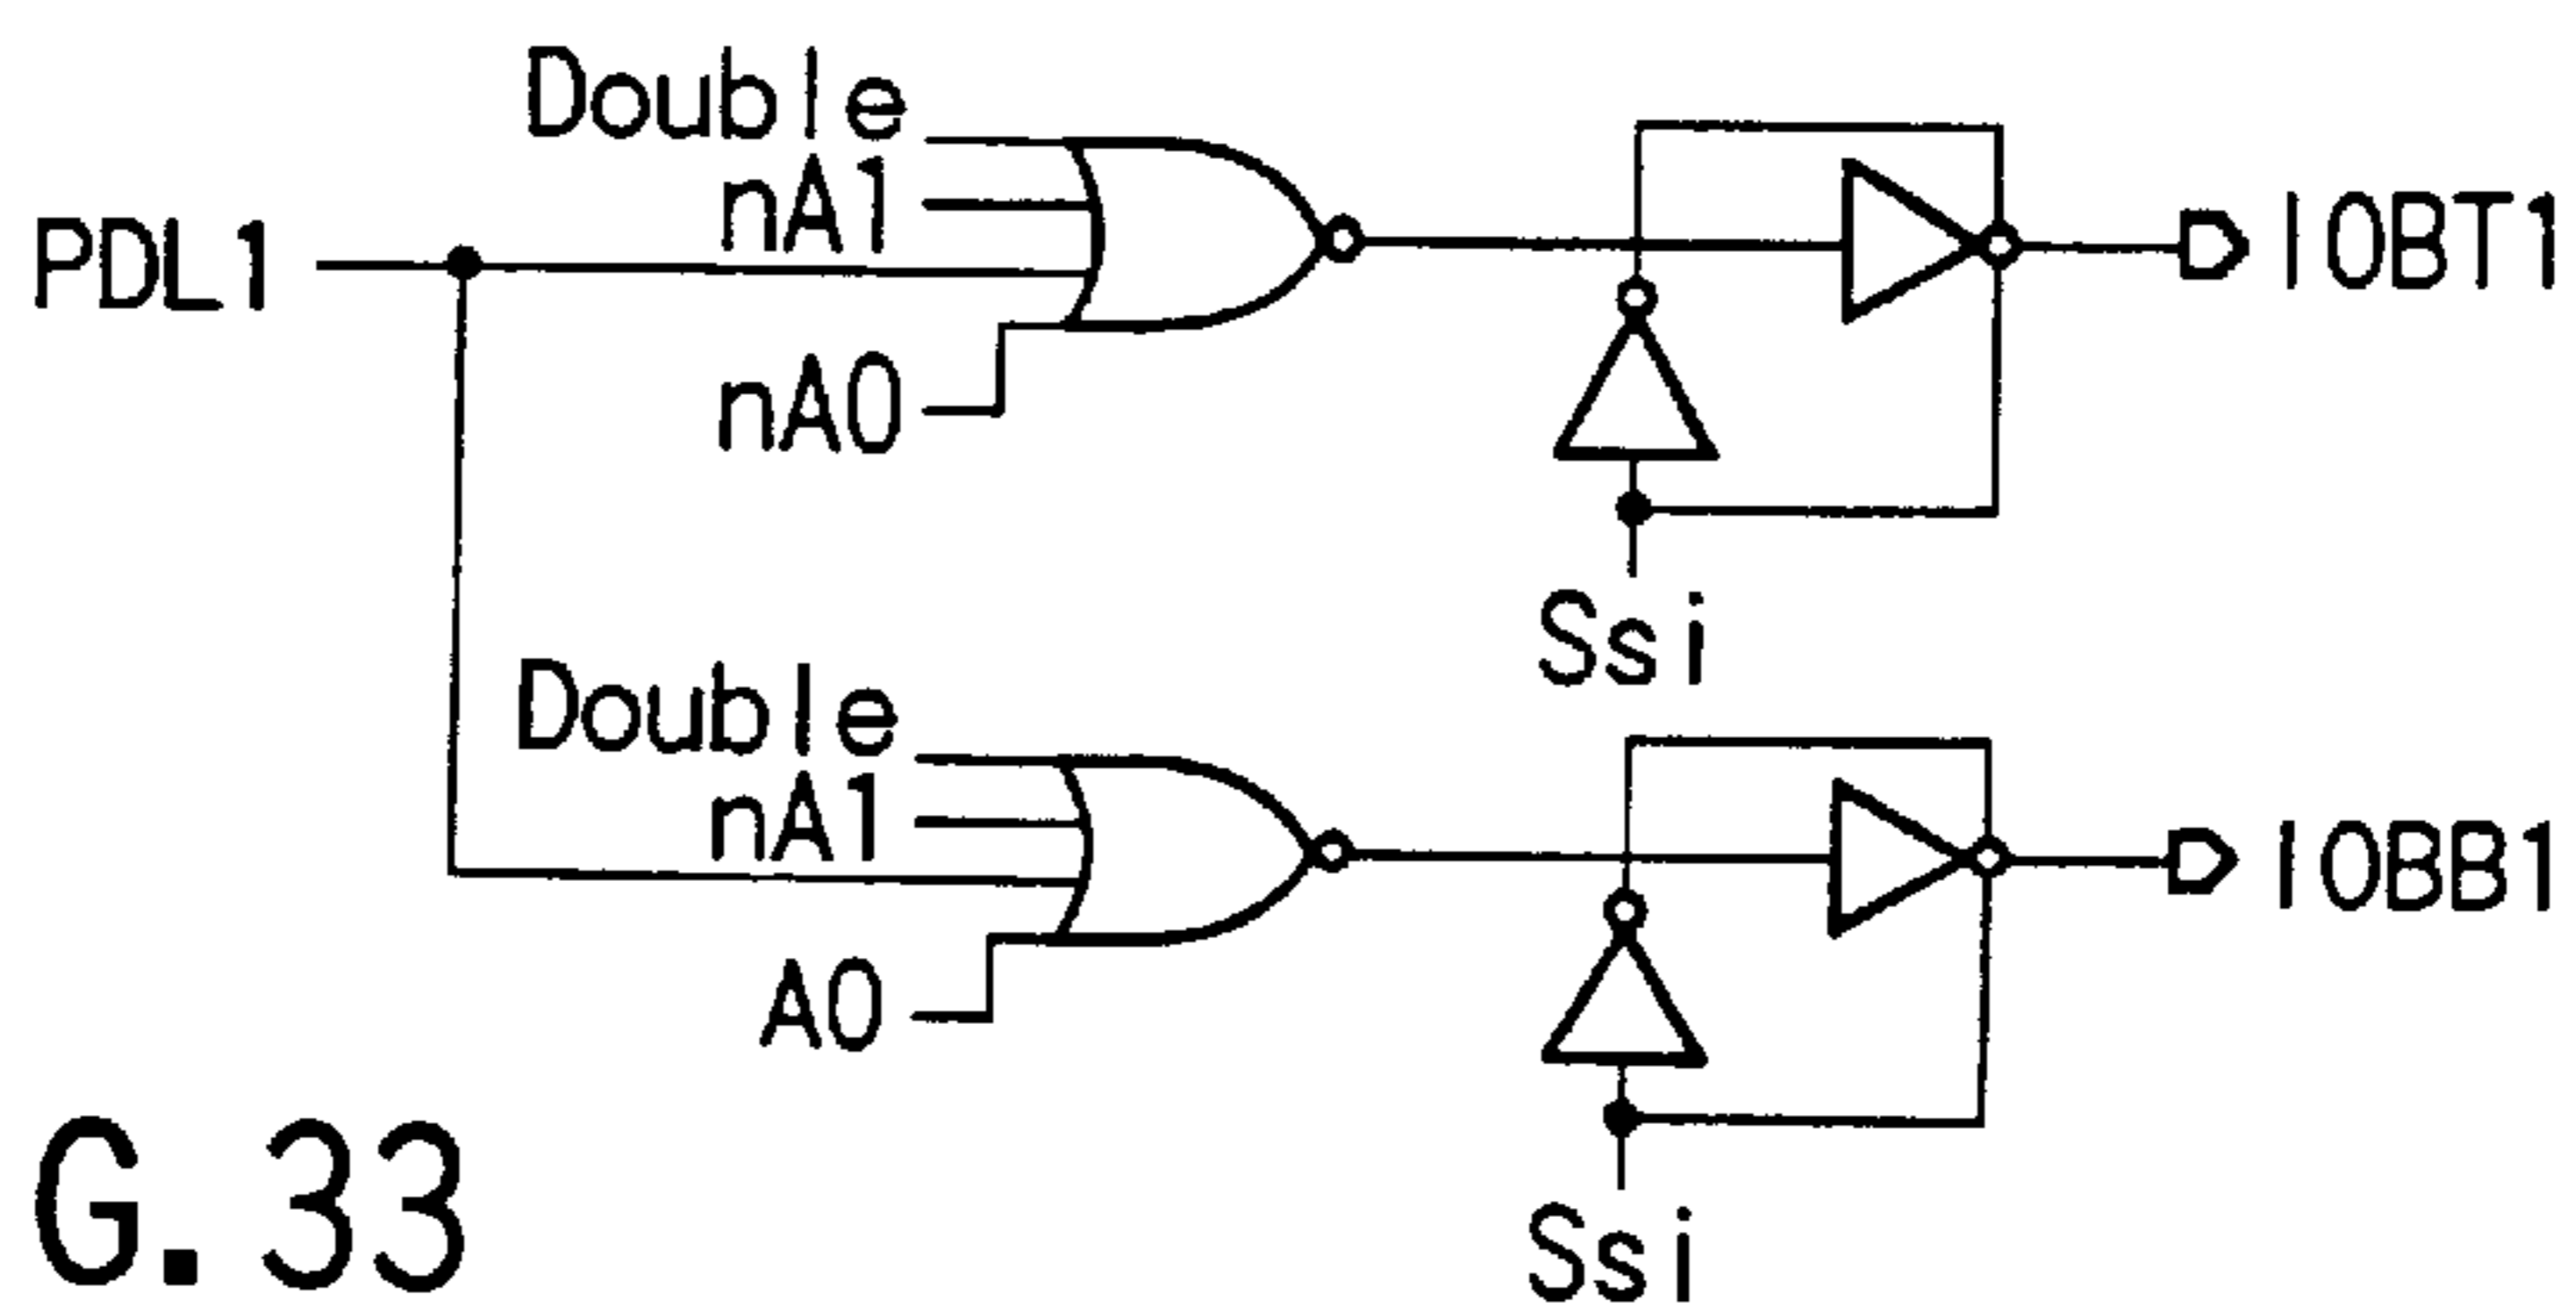 Double
nA1
PDL1
IOBT1
nA0
Ssi
Double
nA1
IOBB1
A0
Ssi
G.33